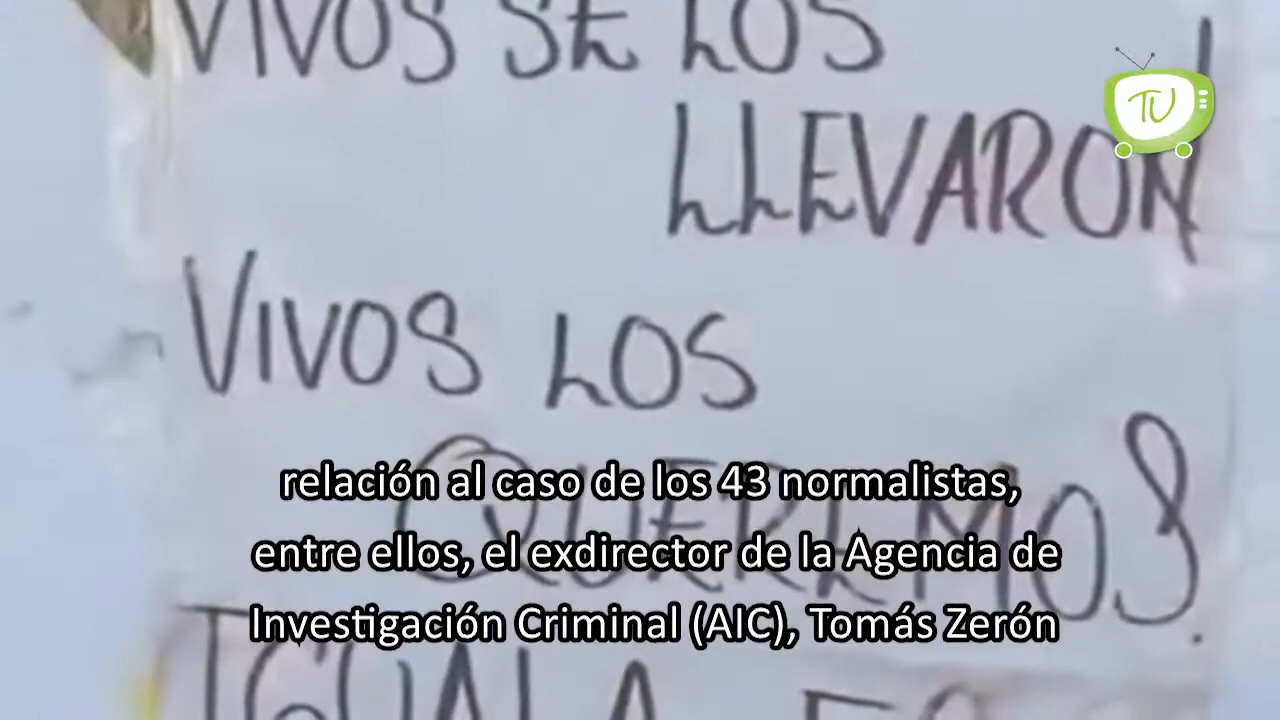 VIVOS SE LOS
LLEVARON
VIVOS LOS
QUEREMOS.
relación al caso de los 43 normalistas,
entre ellos, el exdirector de la Agencia de
Investigación Criminal (AIC), Tomás Zerón
IGUALA
TV